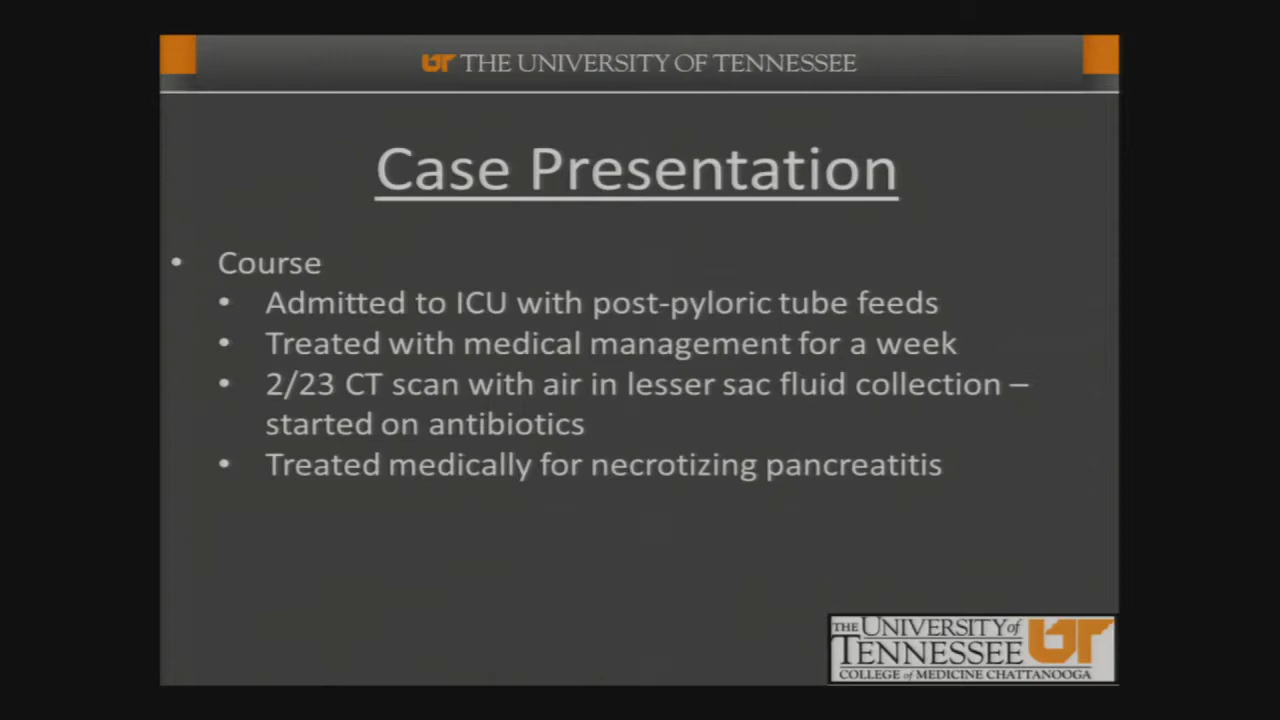 UT THE UNIVERSITY OF TENNESSEE
Case Presentation
• Course
• Admitted to ICU with post-pyloric tube feeds
• Treated with medical management for a week
• 2/23 CT scan with air in lesser sac fluid collection –
started on antibiotics
• Treated medically for necrotizing pancreatitis
THE UNIVERSITY of
TENNESSEE UT
COLLEGE of MEDICINE CHATTANOOGA